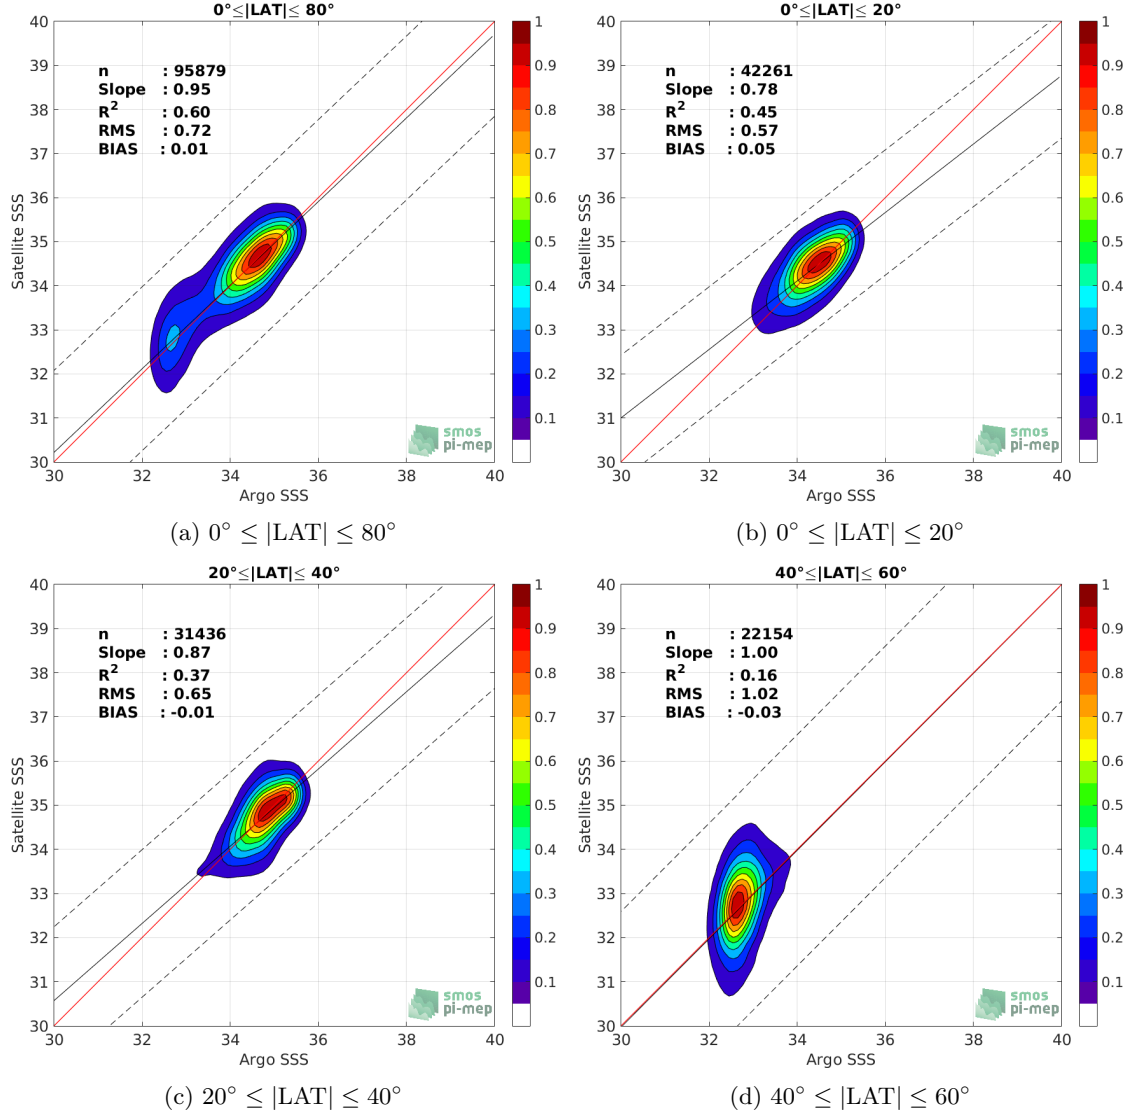 0°≤|LAT|≤ 80°
n : 95879
Slope : 0.95
R2 : 0.60
RMS : 0.72
BIAS : 0.01
Satellite SSS
40
39
38
37
36
35
34
33
32
31
30
30 32 34 36 38 40
Argo SSS
1
0.9
0.8
0.7
0.6
0.5
0.4
0.3
0.2
0.1
smos
pi-mep
(a) 0° ≤ |LAT| ≤ 80°
0°≤|LAT|≤ 20°
n : 42261
Slope : 0.78
R2 : 0.45
RMS : 0.57
BIAS : 0.05
Satellite SSS
40
39
38
37
36
35
34
33
32
31
30
30 32 34 36 38 40
Argo SSS
1
0.9
0.8
0.7
0.6
0.5
0.4
0.3
0.2
0.1
smos
pi-mep
(b) 0° ≤ |LAT| ≤ 20°
20°≤|LAT|≤ 40°
n : 31436
Slope : 0.87
R2 : 0.37
RMS : 0.65
BIAS : -0.01
Satellite SSS
40
39
38
37
36
35
34
33
32
31
30
30 32 34 36 38 40
Argo SSS
1
0.9
0.8
0.7
0.6
0.5
0.4
0.3
0.2
0.1
smos
pi-mep
(c) 20° ≤ |LAT| ≤ 40°
40°≤|LAT|≤ 60°
n : 22154
Slope : 1.00
R2 : 0.16
RMS : 1.02
BIAS : -0.03
Satellite SSS
40
39
38
37
36
35
34
33
32
31
30
30 32 34 36 38 40
Argo SSS
1
0.9
0.8
0.7
0.6
0.5
0.4
0.3
0.2
0.1
smos
pi-mep
(d) 40° ≤ |LAT| ≤ 60°